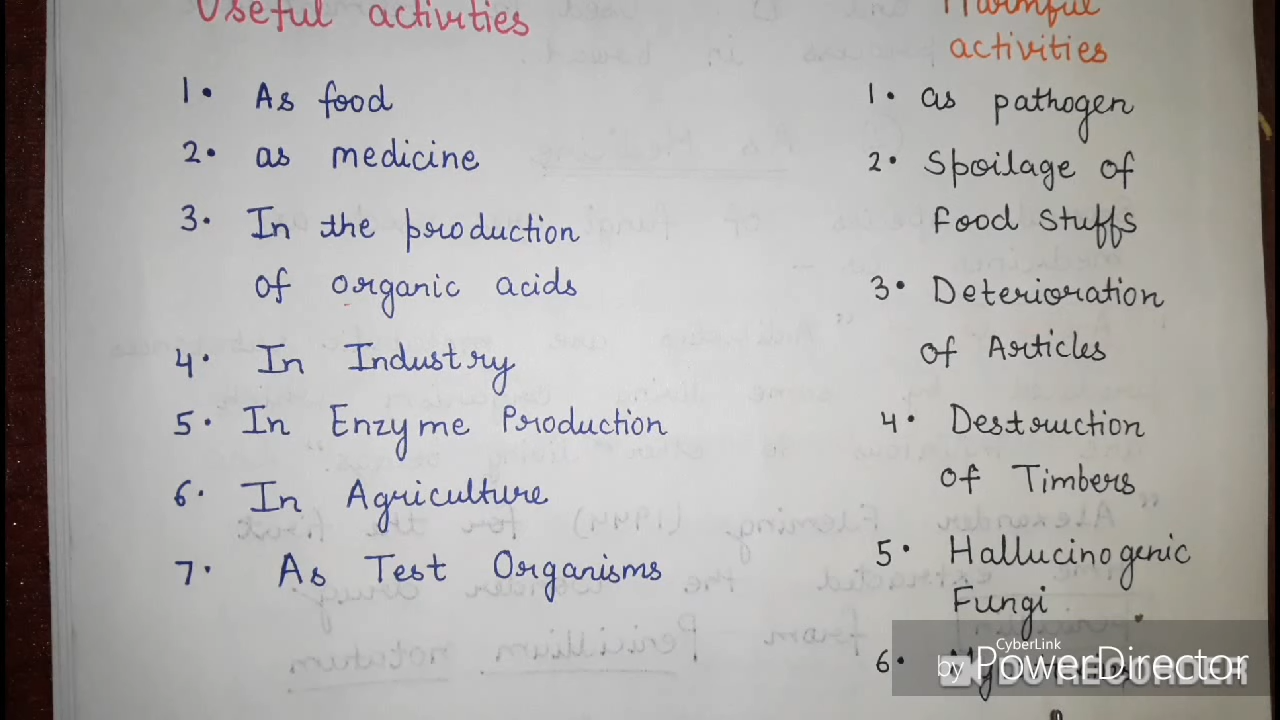 Useful activities
1. As food
2. as medicine
3. In the production
of organic acids
4. In Industry
5. In Enzyme Production
6. In Agriculture
7. As Test Organisms
Harmful
activities
1. as pathogen
2. Spoilage of
Food stuffs
3. Deterioration
of Articles
4. Destruction
of Timbers
5. Hallucinogenic
Fungi
6.
CyberLink
by PowerDirector
RECORDER